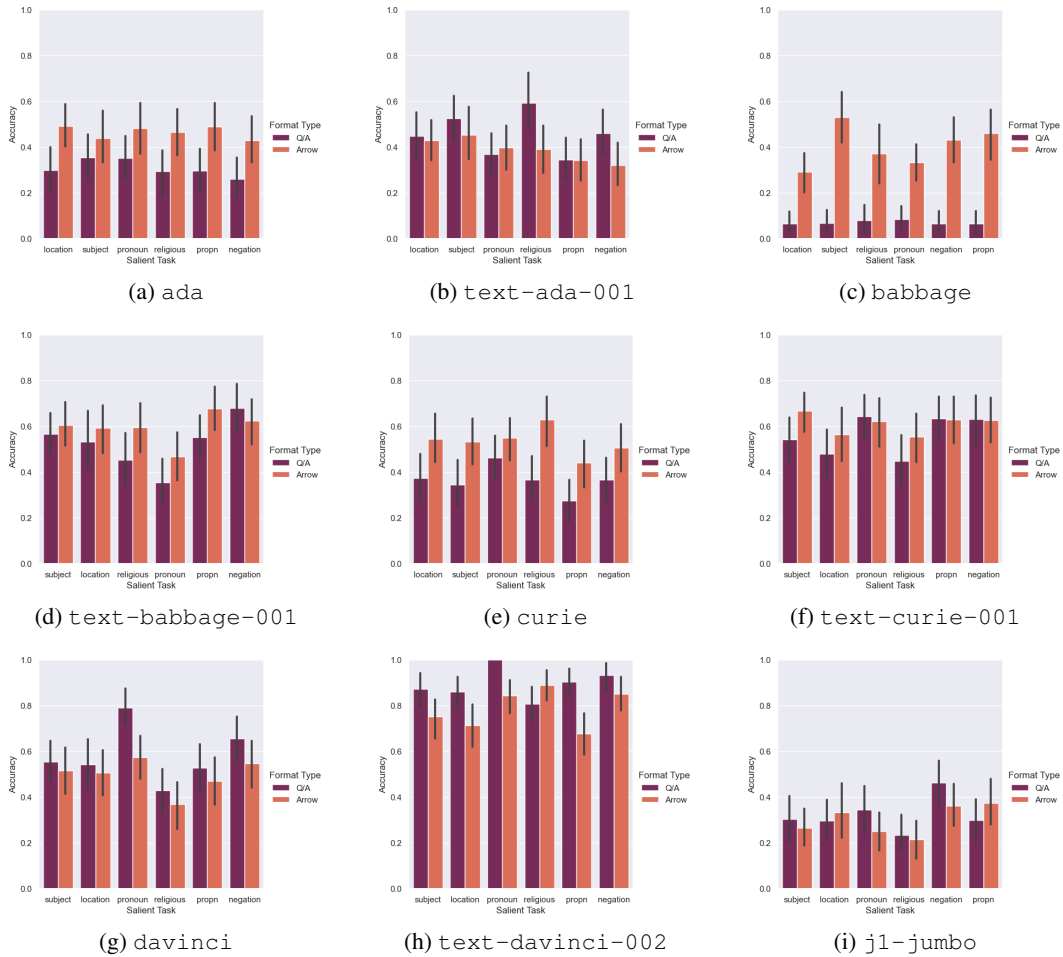 1.0
0.8
0.6
0.4
0.2
0.0
Accuracy
location subject pronoun religious propn negation
Salient Task
Format Type
Q/A
Arrow
(a) ada
1.0
0.8
0.6
0.4
0.2
0.0
Accuracy
location subject pronoun religious propn negation
Salient Task
Format Type
Q/A
Arrow
(b) text-ada-001
1.0
0.8
0.6
0.4
0.2
0.0
Accuracy
location subject religious pronoun negation propn
Salient Task
Format Type
Q/A
Arrow
(c) babbage
1.0
0.8
0.6
0.4
0.2
0.0
Accuracy
subject location religious pronoun propn negation
Salient Task
Format Type
Q/A
Arrow
(d) text-babbage-001
1.0
0.8
0.6
0.4
0.2
0.0
Accuracy
location subject pronoun religious propn negation
Salient Task
Format Type
Q/A
Arrow
(e) curie
1.0
0.8
0.6
0.4
0.2
0.0
Accuracy
subject location pronoun religious propn negation
Salient Task
Format Type
Q/A
Arrow
(f) text-curie-001
1.0
0.8
0.6
0.4
0.2
0.0
Accuracy
subject location pronoun religious propn negation
Salient Task
Format Type
Q/A
Arrow
(g) davinci
1.0
0.8
0.6
0.4
0.2
0.0
Accuracy
subject location pronoun religious propn negation
Salient Task
Format Type
Q/A
Arrow
(h) text-davinci-002
1.0
0.8
0.6
0.4
0.2
0.0
Accuracy
subject location pronoun religious negation propn
Salient Task
Format Type
Q/A
Arrow
(i) j1-jumbo